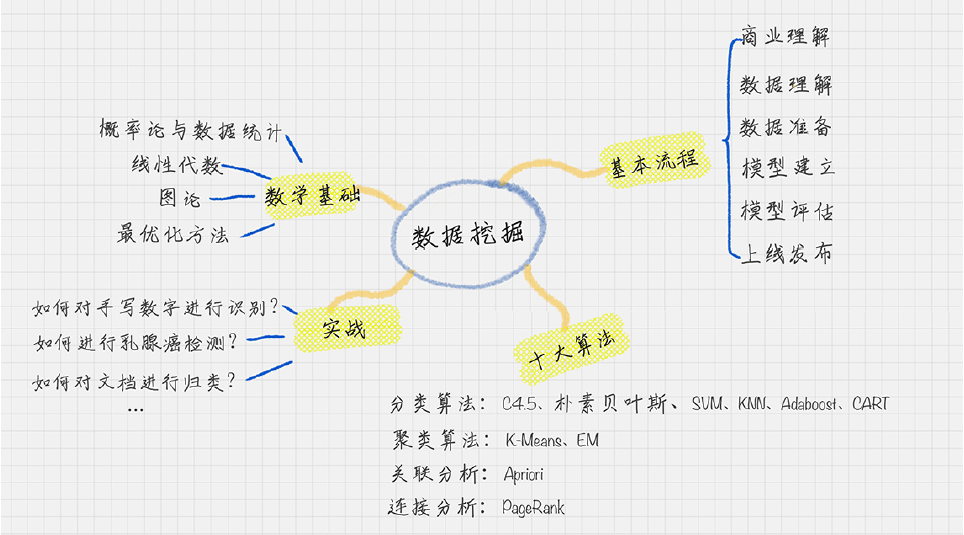 数据挖掘
基本流程
商业理解
数据理解
数据准备
模型建立
模型评估
上线发布
数学基础
概率论与数据统计
线性代数
图论
最优化方法
实战
如何对手写数字进行识别？
如何进行乳腺癌检测？
如何对文档进行归类？
...
十大算法
分类算法：C4.5、朴素贝叶斯、SVM、KNN、Adaboost、CART
聚类算法：K-Means、EM
关联分析：Apriori
连接分析：PageRank